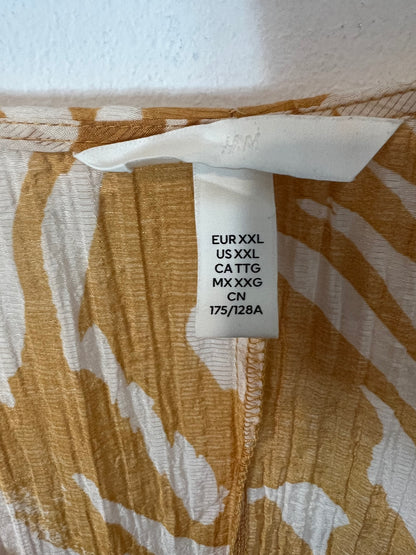 H&M
EUR XXL
US XXL
CA TTG
MX XXG
CN
175/128A